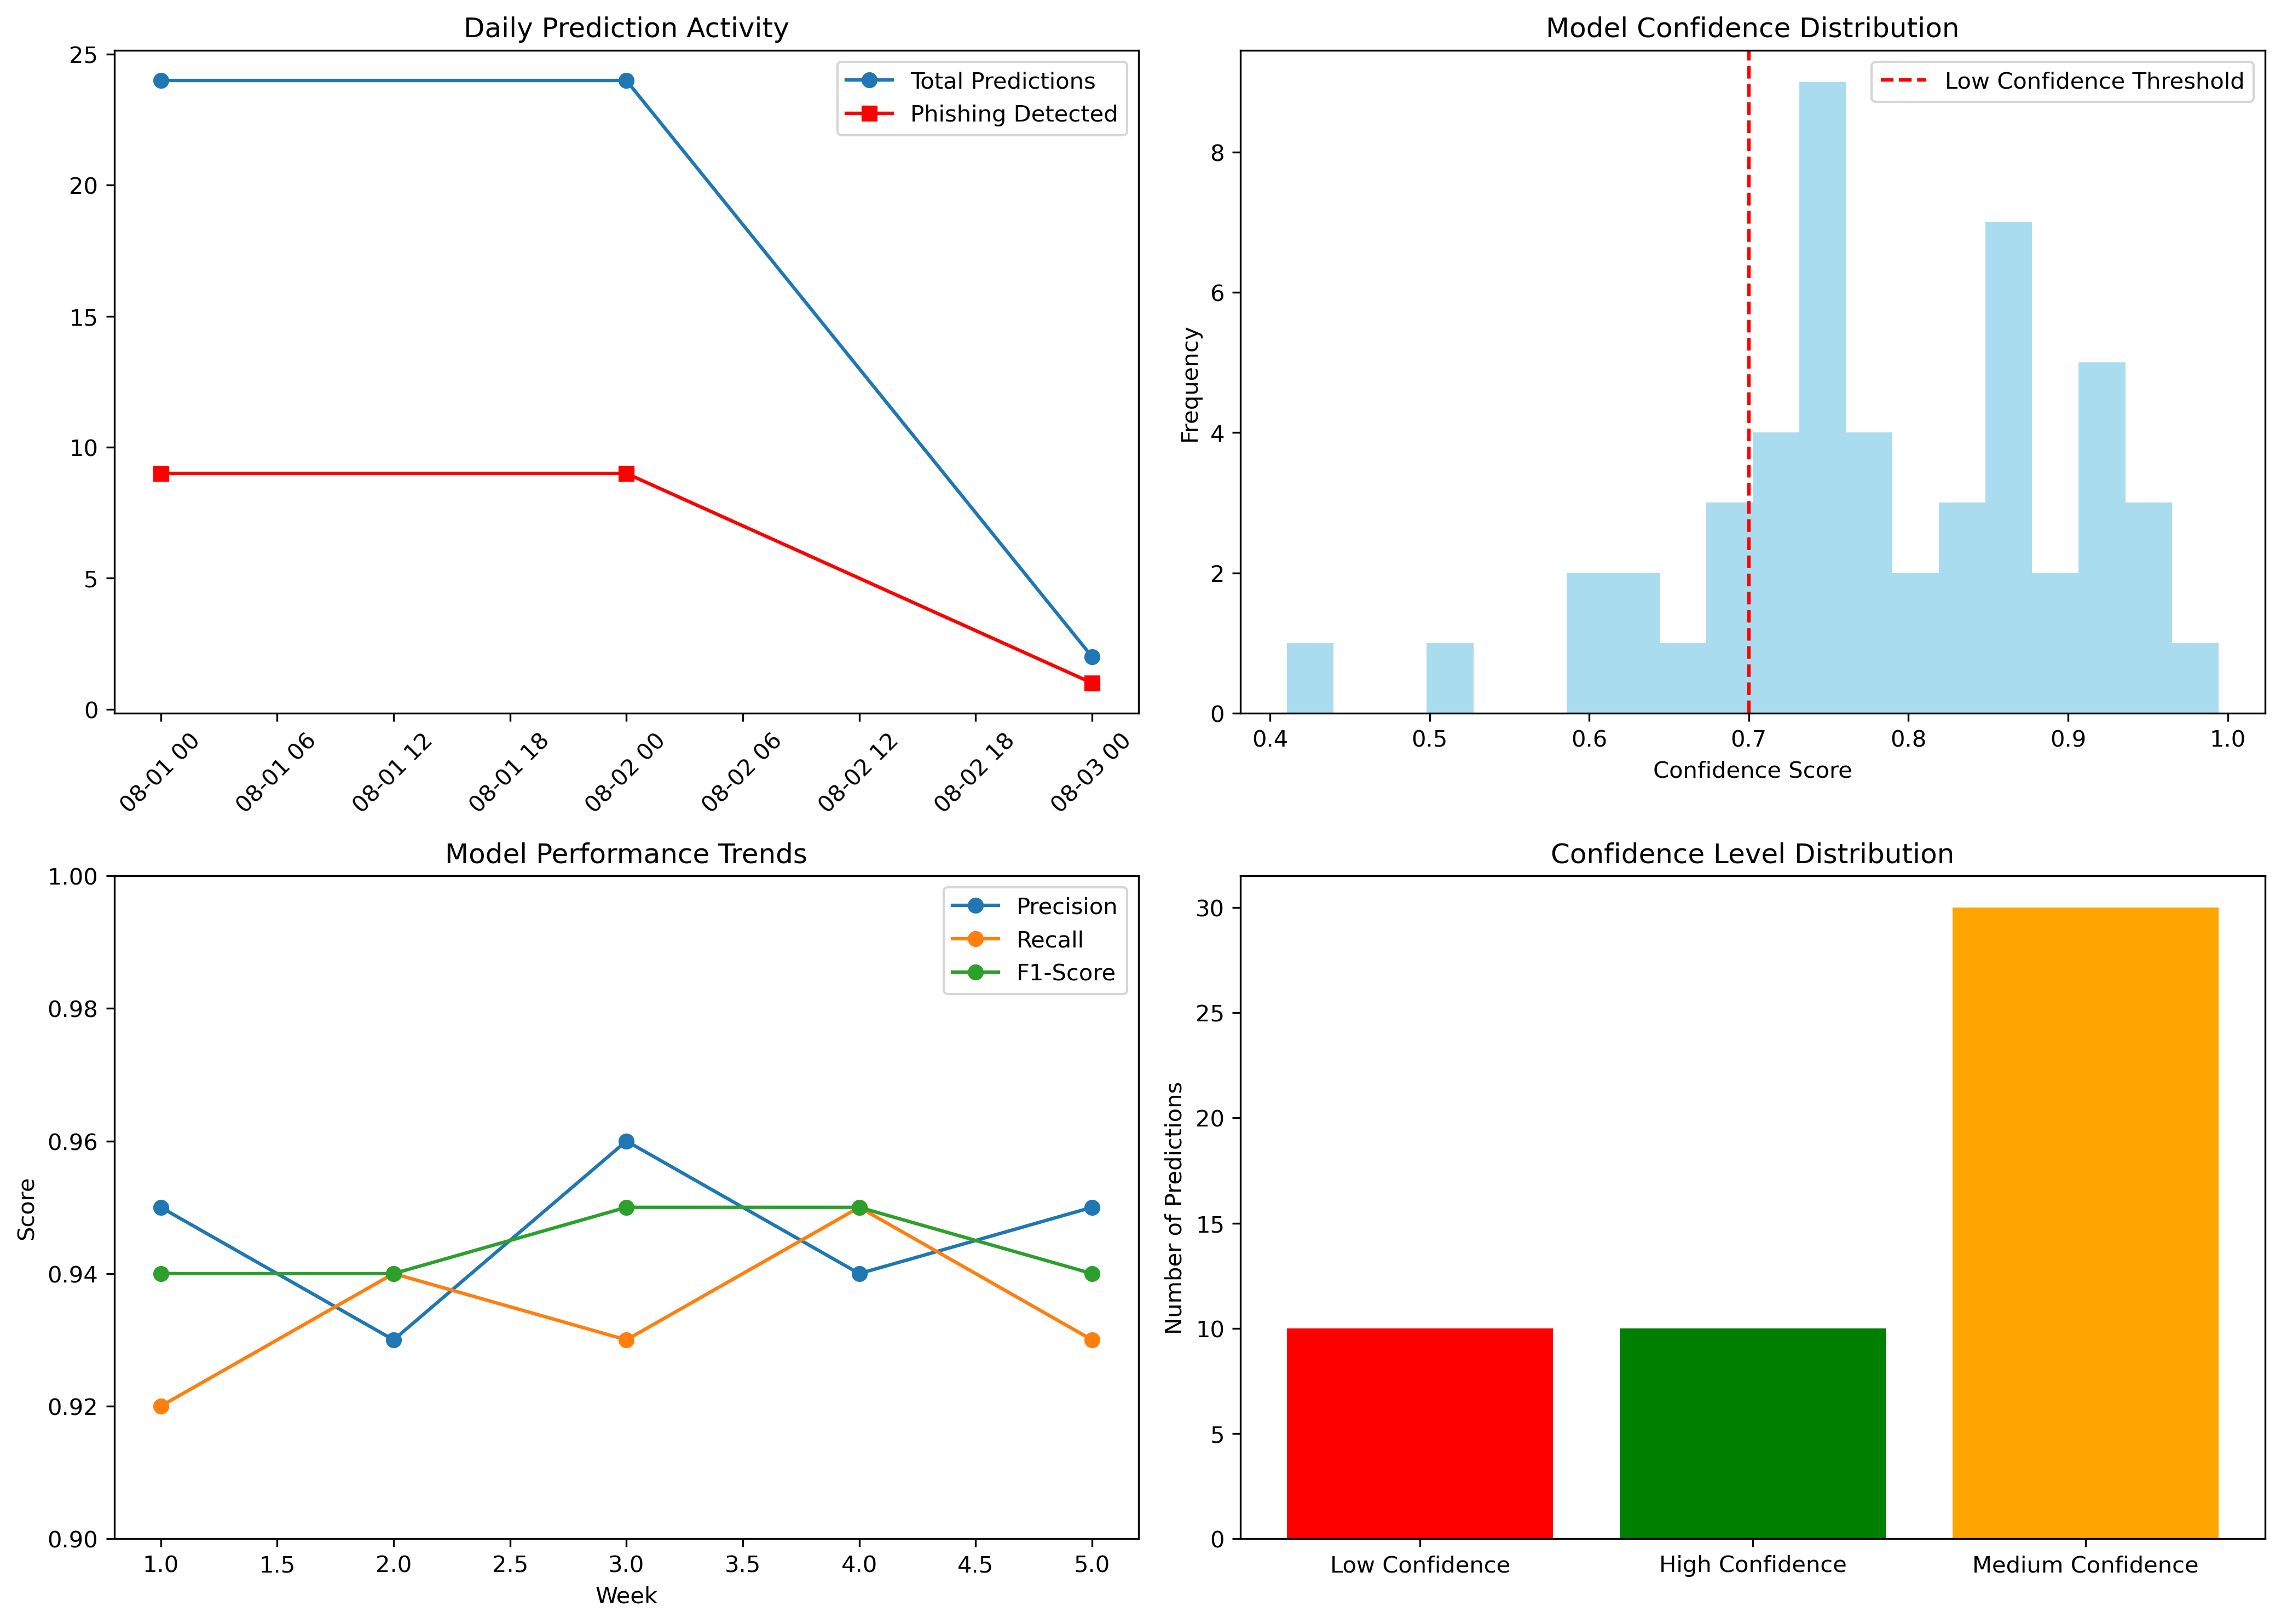 Daily Prediction Activity
25
20
15
10
5
0
Total Predictions
Phishing Detected
08-01 00
08-01 06
08-01 12
08-01 18
08-02 00
08-02 06
08-02 12
08-02 18
08-03 00
Model Confidence Distribution
Frequency
8
6
4
2
0
Low Confidence Threshold
0.4
0.5
0.6
0.7
0.8
0.9
1.0
Confidence Score
Model Performance Trends
Score
1.00
0.98
0.96
0.94
0.92
0.90
Precision
Recall
F1-Score
1.0
1.5
2.0
2.5
3.0
3.5
4.0
4.5
5.0
Week
Confidence Level Distribution
Number of Predictions
30
25
20
15
10
5
0
Low Confidence
High Confidence
Medium Confidence